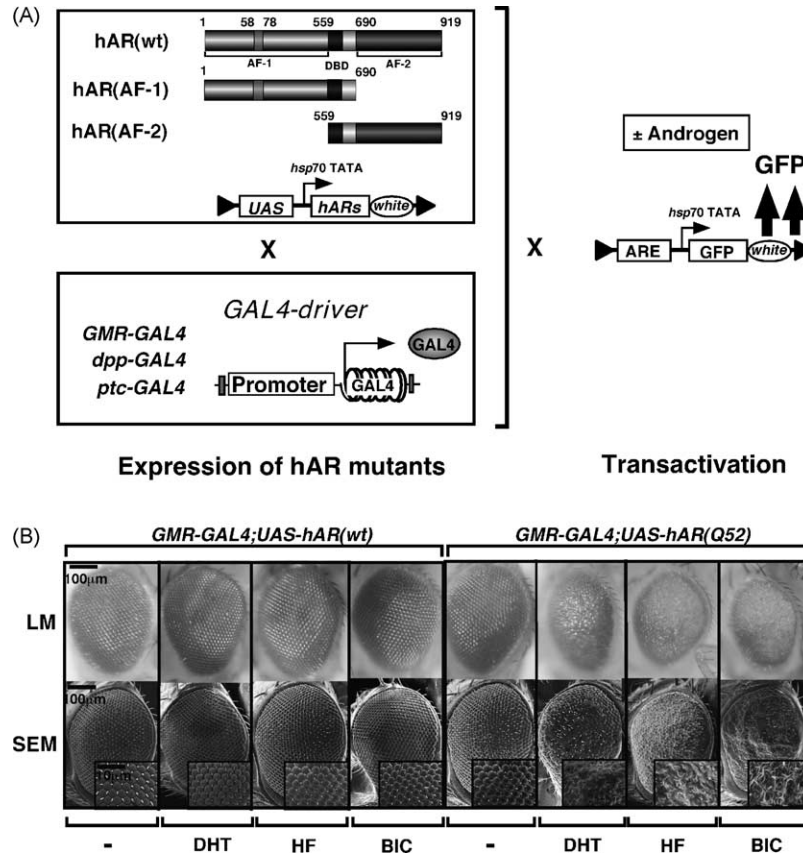 (A)
1 58 78 559 690 919
hAR(wt)
AF-1 DBD AF-2
1 690
hAR(AF-1)
559 919
hAR(AF-2)
hsp70 TATA
UAS hARs white
X
GAL4-driver
GMR-GAL4
dpp-GAL4
ptc-GAL4
Promoter GAL4 GAL4
Expression of hAR mutants
X
± Androgen
GFP
hsp70 TATA
ARE GFP white
Transactivation
(B)
GMR-GAL4;UAS-hAR(wt) GMR-GAL4;UAS-hAR(Q52)
100μm
LM
100μm
SEM
10μm
- DHT HF BIC - DHT HF BIC